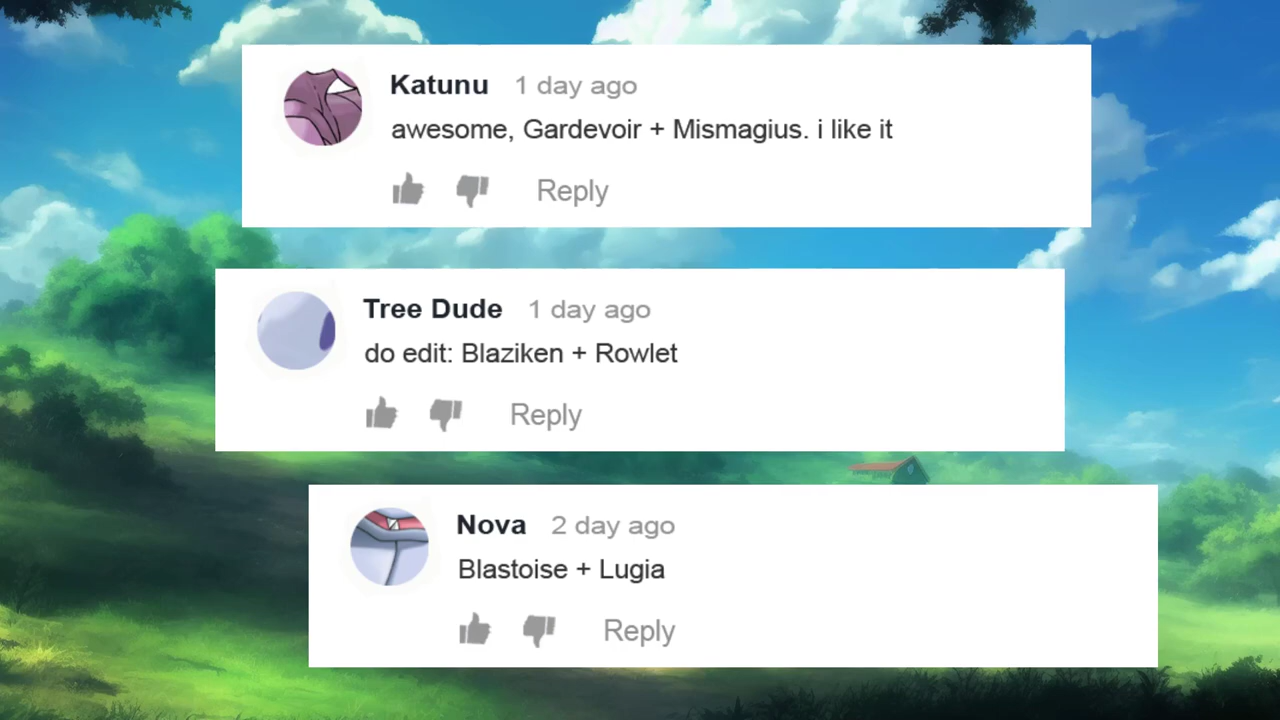 Katunu 1 day ago
awesome, Gardevoir + Mismagius. i like it
Reply
Tree Dude 1 day ago
do edit: Blaziken + Rowlet
Reply
Nova 2 day ago
Blastoise + Lugia
Reply